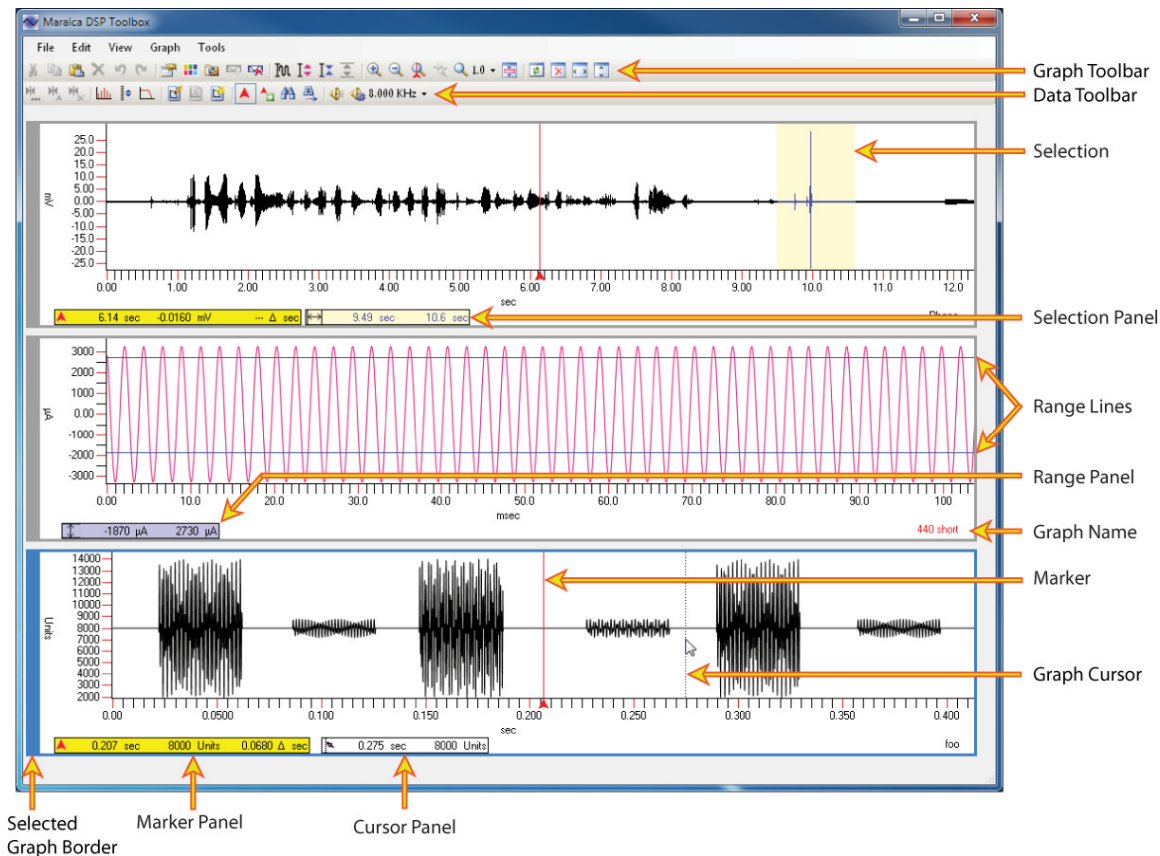 Maralca DSP Toolbox
File Edit View Graph Tools
1.0
Graph Toolbar
8.000 KHz
Data Toolbar
Selection
25.0
20.0
15.0
10.0
5.00
0.00
-5.00
-10.0
-15.0
-20.0
-25.0
mV
0.00 1.00 2.00 3.00 4.00 5.00 6.00 7.00 8.00 9.00 10.0 11.0 12.0
sec
6.14 sec -0.0160 mV --- Δ sec
9.49 sec 10.6 sec
Selection Panel
3000
2000
1000
0.00
-1000
-2000
-3000
µA
Range Lines
0.00 10.0 20.0 30.0 40.0 50.0 60.0 70.0 80.0 90.0 100
msec
Range Panel
-1870 µA 2730 µA
440 short
Graph Name
14000
13000
12000
11000
10000
9000
8000
7000
6000
5000
4000
3000
2000
Units
Marker
Graph Cursor
0.00 0.0500 0.100 0.150 0.200 0.250 0.300 0.350 0.400
sec
0.207 sec 8000 Units 0.0680 Δ sec
0.275 sec 8000 Units
foo
Selected
Graph Border
Marker Panel
Cursor Panel